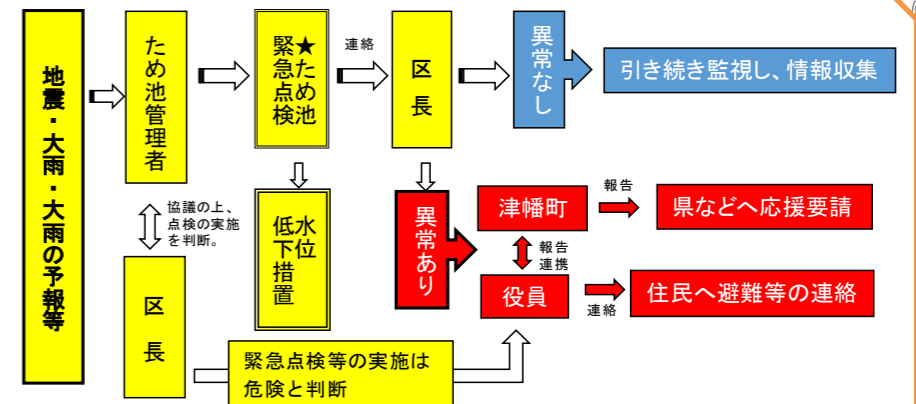 地震・大雨・大雨の予報等
ため池管理者
★ため池
緊急点検
連絡
区長
異常なし
引き続き監視し、情報収集
協議の上、
点検の実施
を判断。
区長
水位
低下措置
異常あり
津幡町
報告
県などへ応援要請
報告
連携
役員
連絡
住民へ避難等の連絡
緊急点検等の実施は
危険と判断